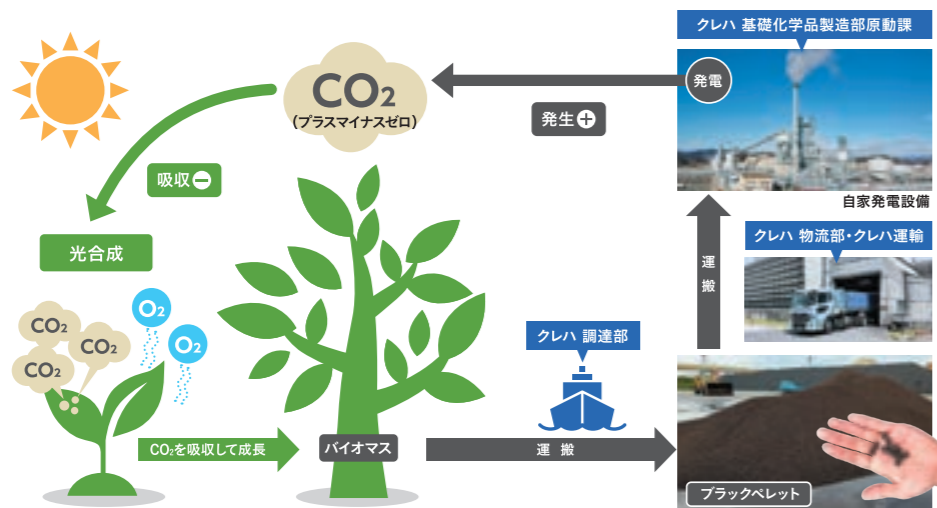 クレハ 基礎化学品製造部原動課
発電
CO₂
(プラスマイナスゼロ)
発生＋
吸収－
自家発電設備
光合成
クレハ 物流部・クレハ運輸
運搬
CO₂
CO₂
CO₂
O₂
O₂
クレハ 調達部
CO₂を吸収して成長
バイオマス
運 搬
ブラックペレット